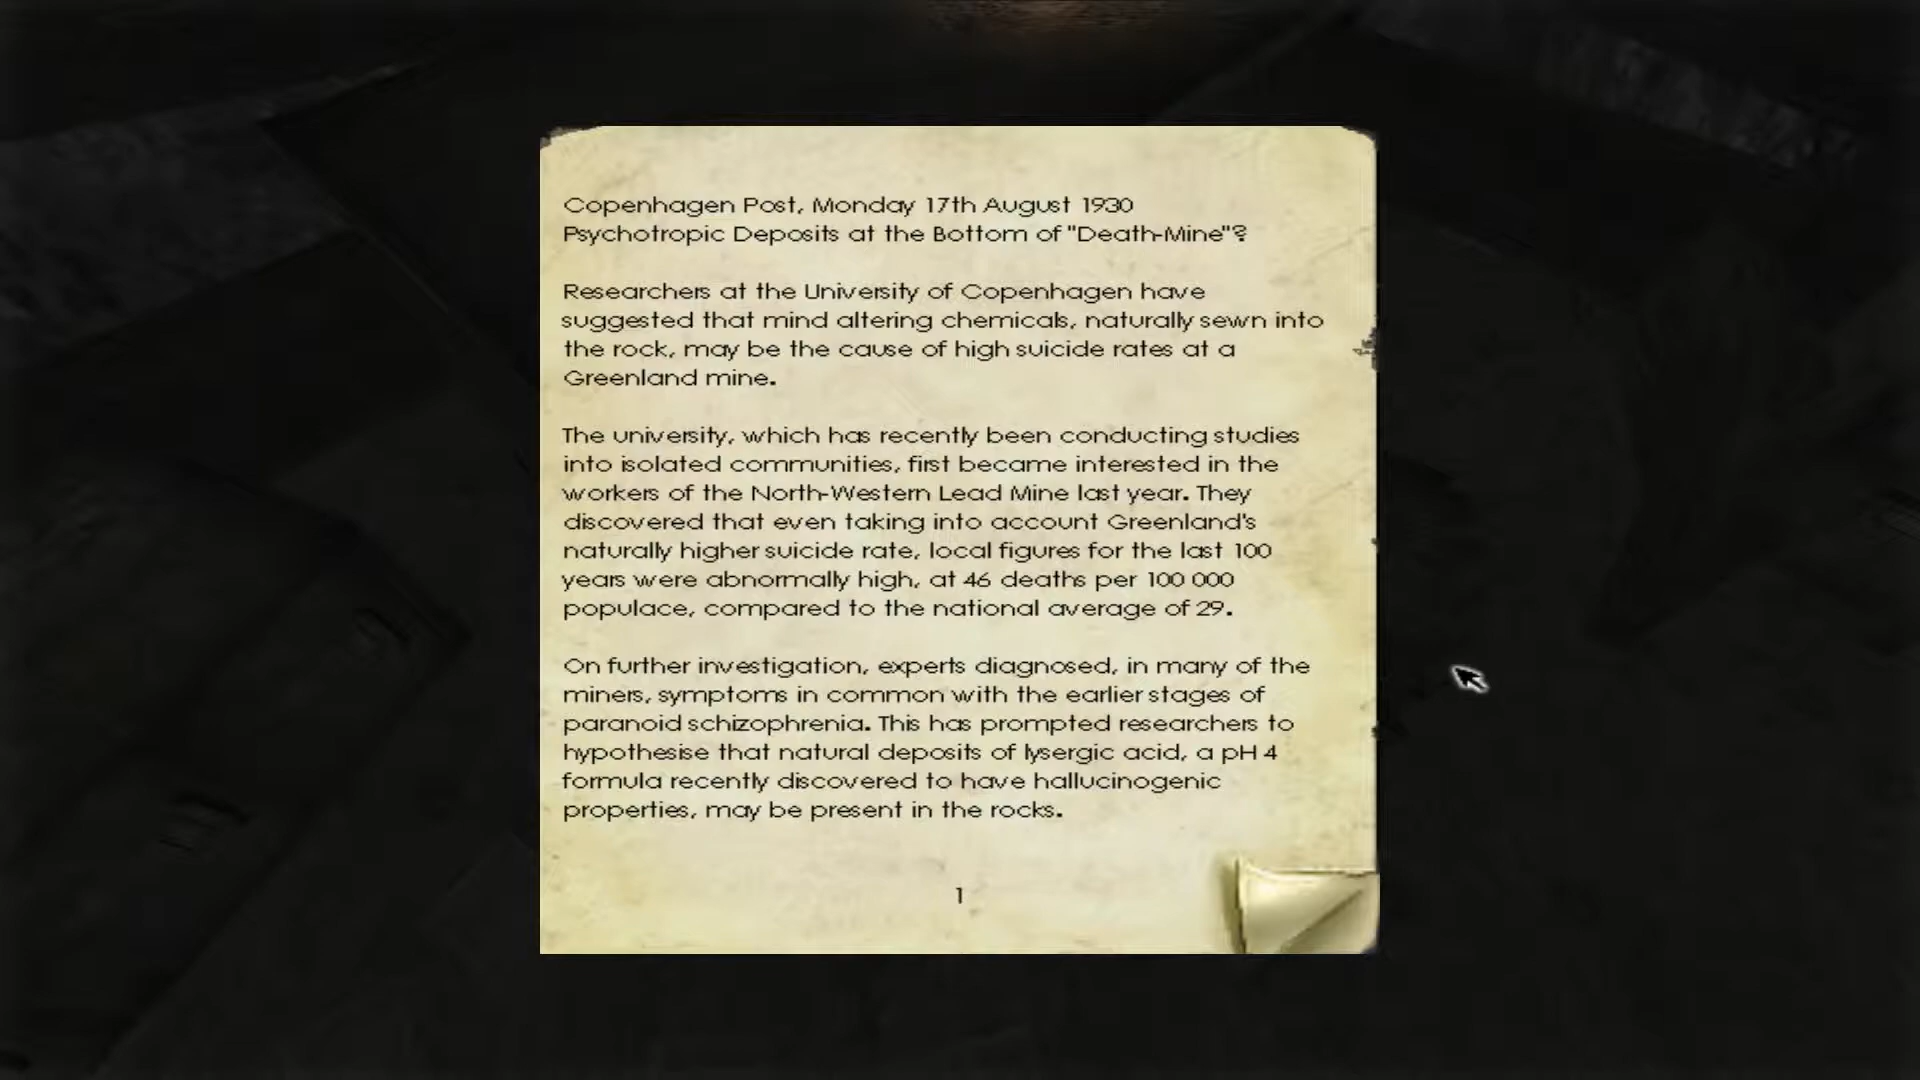 Copenhagen Post, Monday 17th August 1930
Psychotropic Deposits at the Bottom of "Death-Mine"?
Researchers at the University of Copenhagen have
suggested that mind altering chemicals, naturally sewn into
the rock, may be the cause of high suicide rates at a
Greenland mine.
The university, which has recently been conducting studies
into isolated communities, first became interested in the
workers of the North-Western Lead Mine last year. They
discovered that even taking into account Greenland's
naturally higher suicide rate, local figures for the last 100
years were abnormally high, at 46 deaths per 100 000
populace, compared to the national average of 29.
On further investigation, experts diagnosed, in many of the
miners, symptoms in common with the earlier stages of
paranoid schizophrenia. This has prompted researchers to
hypothesise that natural deposits of lysergic acid, a pH 4
formula recently discovered to have hallucinogenic
properties, may be present in the rocks.
1